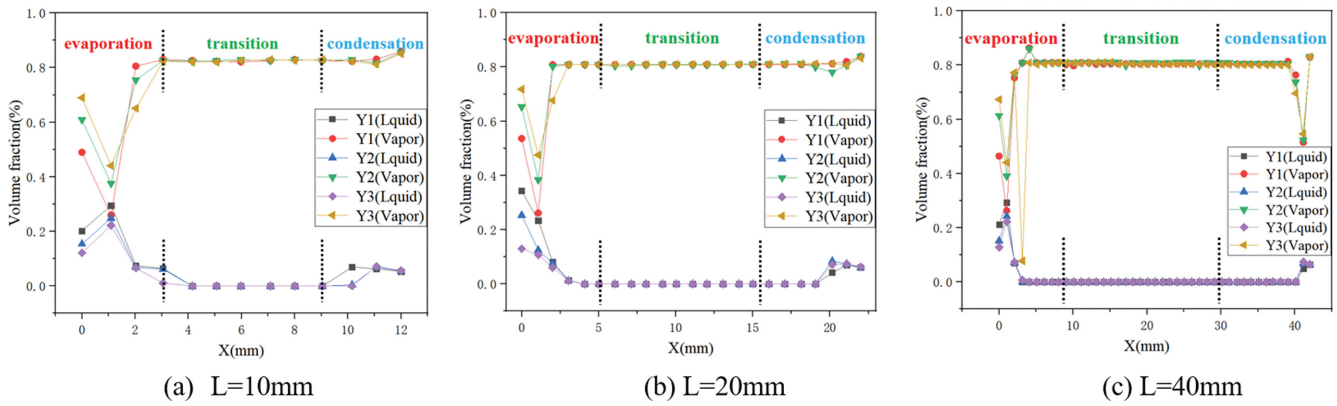 evaporation transition condensation
Volume fraction(%)
1.0
0.8
0.6
0.4
0.2
0.0
Y1(Lquid)
Y1(Vapor)
Y2(Lquid)
Y2(Vapor)
Y3(Lquid)
Y3(Vapor)
0 2 4 6 8 10 12
X(mm)
(a) L=10mm
evaporation transition condensation
Volume fraction(%)
1.0
0.8
0.6
0.4
0.2
0.0
Y1(Lquid)
Y1(Vapor)
Y2(Lquid)
Y2(Vapor)
Y3(Lquid)
Y3(Vapor)
0 5 10 15 20
X(mm)
(b) L=20mm
evaporation transition condensation
Volume fraction(%)
1.0
0.8
0.6
0.4
0.2
0.0
Y1(Lquid)
Y1(Vapor)
Y2(Lquid)
Y2(Vapor)
Y3(Lquid)
Y3(Vapor)
0 10 20 30 40
X(mm)
(c) L=40mm